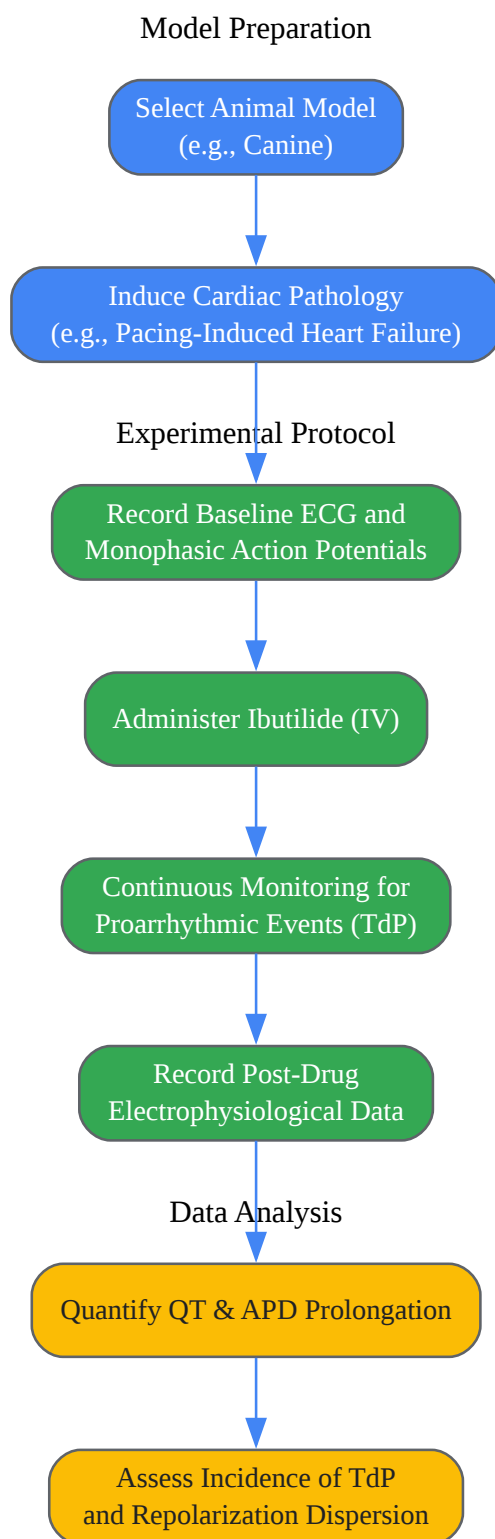 Model Preparation
Select Animal Model
(e.g., Canine)
Induce Cardiac Pathology
(e.g., Pacing-Induced Heart Failure)
Experimental Protocol
Record Baseline ECG and
Monophasic Action Potentials
Administer Ibutilide (IV)
Continuous Monitoring for
Proarrhythmic Events (TdP)
Record Post-Drug
Electrophysiological Data
Data Analysis
Quantify QT & APD Prolongation
Assess Incidence of TdP
and Repolarization Dispersion